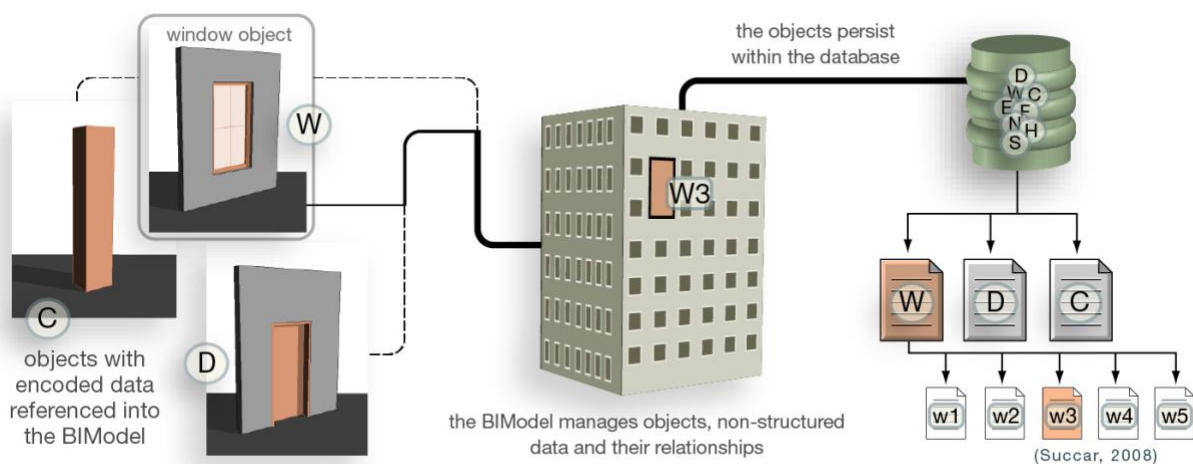 window object
W
C
D
objects with
encoded data
referenced into
the BIModel
W3
the BIModel manages objects, non-structured
data and their relationships
the objects persist
within the database
D
W C
E F
N H
S
W D C
w1 w2 w3 w4 w5
(Succar, 2008)